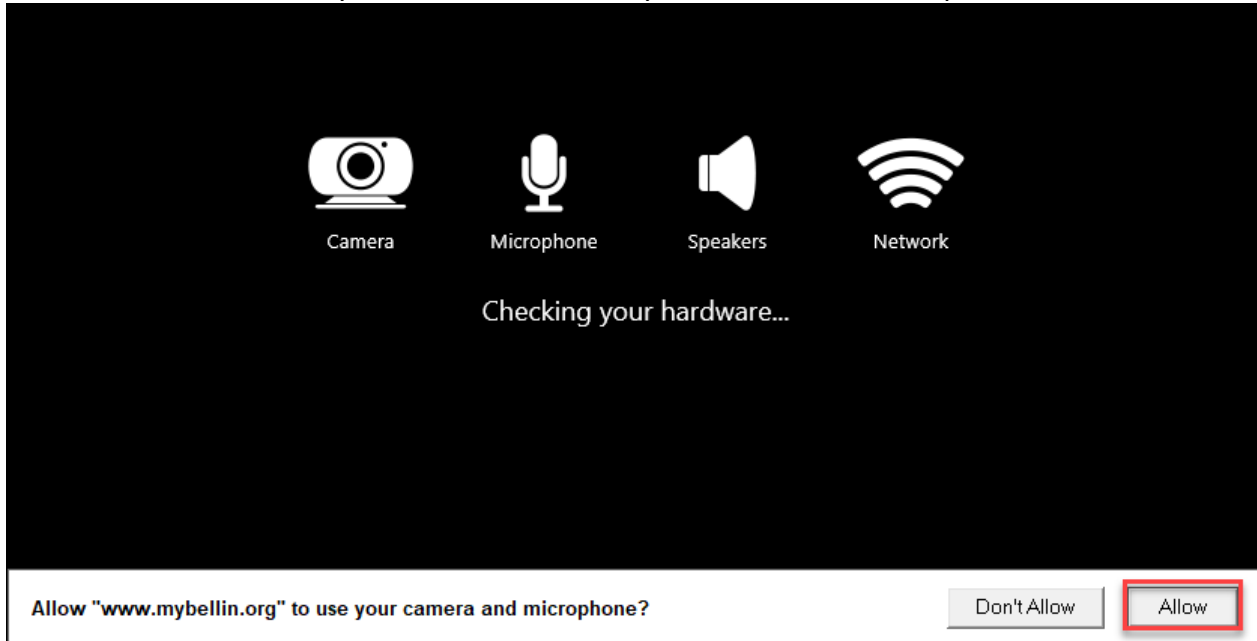 Camera Microphone Speakers Network
Checking your hardware...
Allow "www.mybellin.org" to use your camera and microphone? Don't Allow Allow